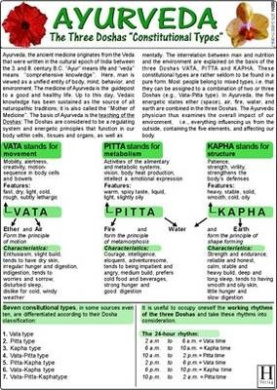 AYURVEDA
The Three Doshas "Constitutional Types"
Ayurveda, the ancient medicine originates from the Veda
that were written in the cultural epoch of India between
the 3. and 8. century B.C. "Ayur" means life and "veda"
means "comprehensive knowledge". Here, man is
viewed as a unified entity of body, mind, behavior, and
environment. The medicine of Ayurveda is the guidepost
to a good and healthy life. Up to this day, Vedaic
knowledge has been sustained as the source of all
naturopathic traditions; it is also called the "Mother of
Medicine". The basis of Ayurveda is the teaching of the
Doshas. The Doshas are considered to be a regulating
system and energetic principles that function in our
body within cells, tissues and organs, as well as
mentally. The interrelation between man and nutrition
and the environment are explained on the basis of the
three Doshas VATA, PITTA and KAPHA. These
constitutional types are rather seldom to be found in a
pure form. Most people belong to mixed types, i.e. that
they can be assigned to a combination of two or three
Doshas (e.g., Vata-Pitta type). In Ayurveda, the five
energetic states ether (space), air, fire, water, and
earth are combined in the three Doshas. The Ayurvedic
physician thus examines the overall impact of our
environment, i.e., everything influencing us from the
outside, containing the five elements, and affecting our
body.
VATA stands for
movement.
Mobility, alertness,
creativity, motion-
sequence in body cells
and bowels
Features:
fast, dry, light, cold,
rough, subtly lethargic
VATA
Ether and Air
Form the principle
of motion
Characteristics:
Enthusiasm, slight build,
tends to have dry skin,
irregular hunger and digestion,
indigestion, tends to
worries and sorrow,
disturbed sleep,
dislike for cold, windy
weather
PITTA stands for
metabolism
Activities of the alimentary
and metabolic systems,
vision, body heat production,
intellect a. emotional expression
Features:
warm, spicy taste, liquid,
light, slightly oily
PITTA
Fire and Water
form the principle
of metamorphosis
Characteristics:
Courage, intelligence,
eloquent, adventuresome,
tends to being impatient and
angry, medium build, prefers
cold food and beverages,
strong hunger and
good digestion
KAPHA stands for
structure
Patience,
strength, virility,
strengthens the
body's defenses
Features:
heavy, stable, solid,
smooth, cold, oily
KAPHA
and Earth
form the principle of
shape forming
Characteristics:
Strength and endurance,
reliable and honest
calm, stable and
heavy build, deep and
long sleep, tends to having
smooth and oily skin,
little hunger and
slow digestion
Seven constitutional types, in some sources even
ten, are differentiated according to their Dosha
classification:
1. Vata type
2. Pitta type
3. Kapha type
4. Vata-Pitta type
5. Pitta-Kapha type
6. Vata-Kapha type
7. Vata-Pitta-Kaphatype
It is useful to occupy oneself the working rhythms
of the three Doshas and take these rhythms into
consideration.
The 24-hour rhythm:
2 a.m. to 6 a.m. = Vata time
6 a.m. to 10 a.m. = Kapha time
10 a.m. to 2 p.m. = Pitta time
2 p.m. to 6 p.m. = Vata time
6 p.m. to 10 p.m. = Kapha time
10 p.m. to 2 a.m. = Pitta time
H